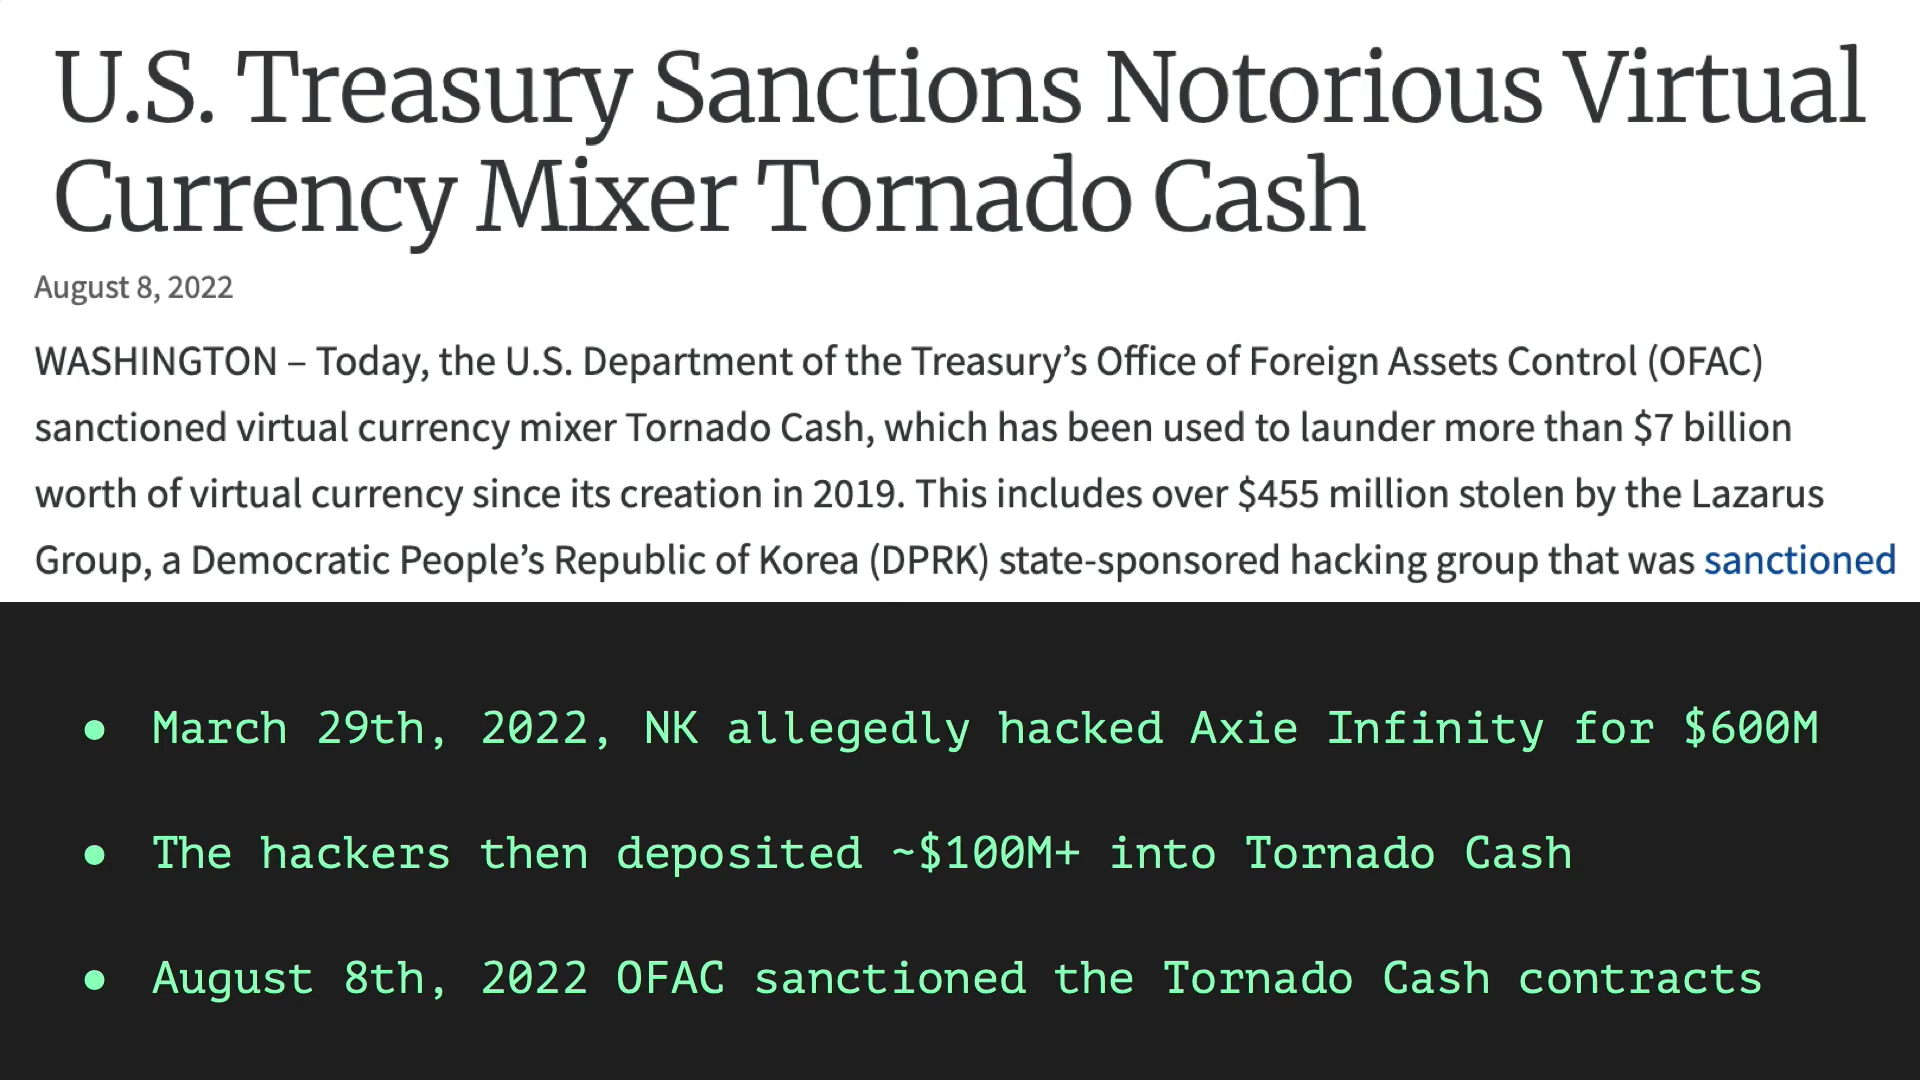 U.S. Treasury Sanctions Notorious Virtual
Currency Mixer Tornado Cash
August 8, 2022
WASHINGTON – Today, the U.S. Department of the Treasury’s Office of Foreign Assets Control (OFAC)
sanctioned virtual currency mixer Tornado Cash, which has been used to launder more than $7 billion
worth of virtual currency since its creation in 2019. This includes over $455 million stolen by the Lazarus
Group, a Democratic People’s Republic of Korea (DPRK) state-sponsored hacking group that was sanctioned
● March 29th, 2022, NK allegedly hacked Axie Infinity for $600M
● The hackers then deposited ~$100M+ into Tornado Cash
● August 8th, 2022 OFAC sanctioned the Tornado Cash contracts